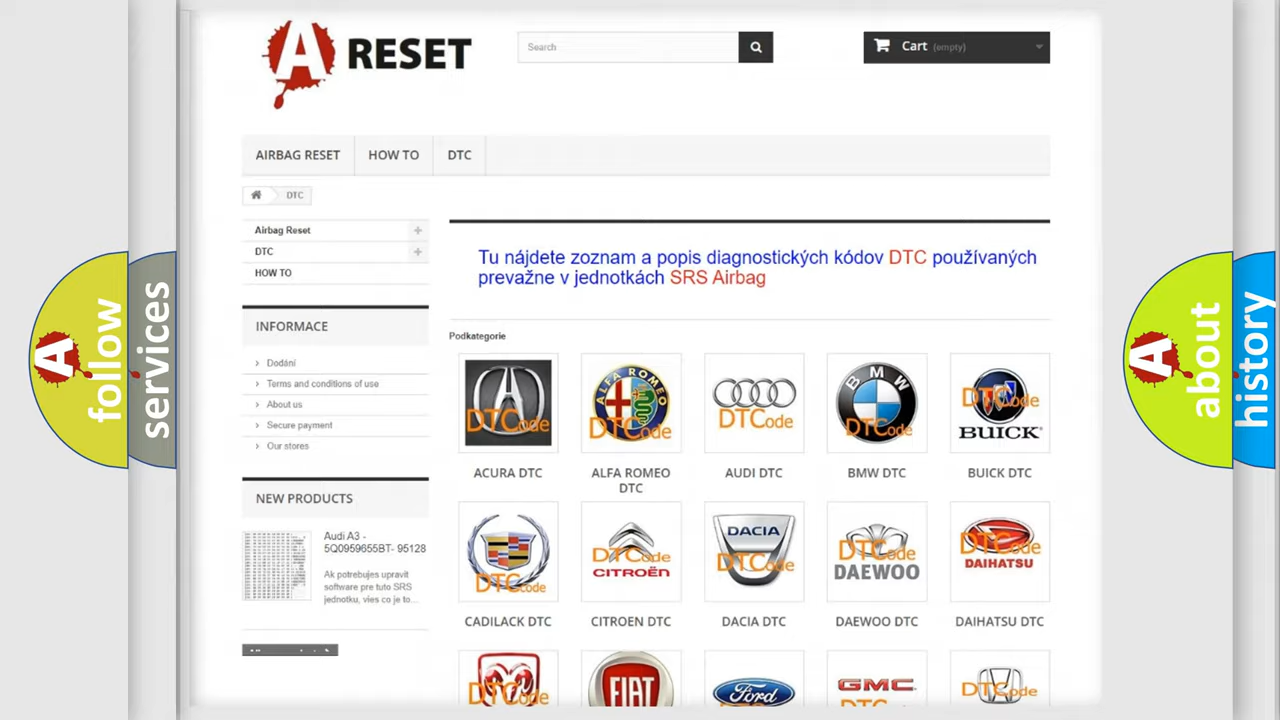 A RESET
Search
Cart (empty)
AIRBAG RESET
HOW TO
DTC
DTC
Airbag Reset
DTC
HOW TO
INFORMACE
Dodání
Terms and conditions of use
About us
Secure payment
Our stores
NEW PRODUCTS
Audi A3 -
5Q0959655BT- 95128
Ak potrebujes upravit
software pre tuto SRS
jednotku, vies co je to...
Tu nájdete zoznam a popis diagnostických kódov DTC používaných
prevažne v jednotkách SRS Airbag
Podkategorie
DTCode
ALFA ROMEO
DTCode
DTCode
BMW
DTCode
DTCode
BUICK
ACURA DTC
ALFA ROMEO
DTC
AUDI DTC
BMW DTC
BUICK DTC
DTCode
DTCode
CITROËN
DACIA
DTCode
DTCode
DAEWOO
DTCode
DAIHATSU
CADILACK DTC
CITROEN DTC
DACIA DTC
DAEWOO DTC
DAIHATSU DTC
DTCode
FIAT
Ford
GMC
DTCode
A
follow
services
A
about
history